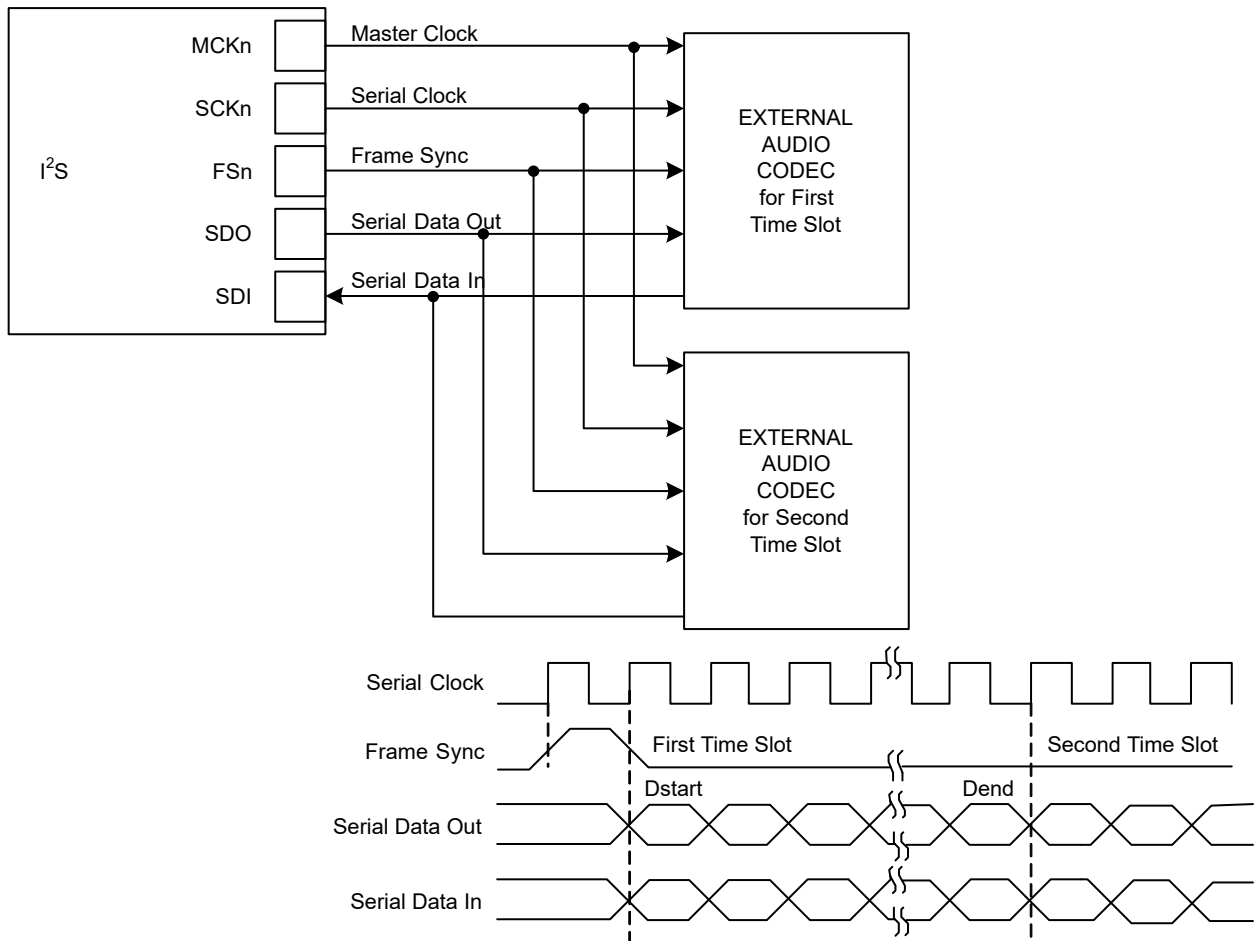 MCKn
Master Clock
SCKn
Serial Clock
I²S
FSn
Frame Sync
SDO
Serial Data Out
SDI
Serial Data In
EXTERNAL
AUDIO
CODEC
for First
Time Slot
EXTERNAL
AUDIO
CODEC
for Second
Time Slot
Serial Clock
Frame Sync
First Time Slot
Second Time Slot
Dstart
Dend
Serial Data Out
Serial Data In